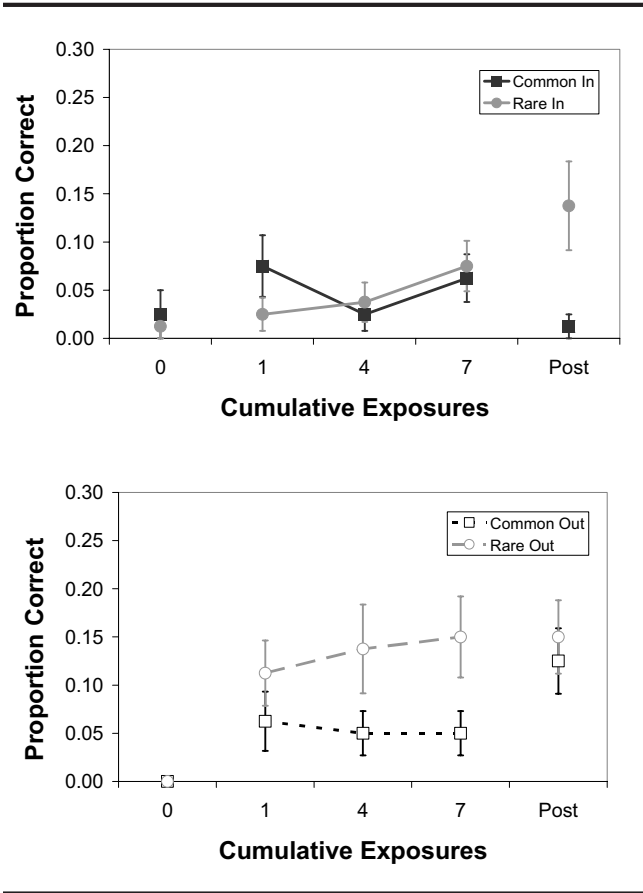 0.30
0.25
0.20
0.15
0.10
0.05
0.00
Proportion Correct
Common In
Rare In
0 1 4 7 Post
Cumulative Exposures
0.30
0.25
0.20
0.15
0.10
0.05
0.00
Proportion Correct
Common Out
Rare Out
0 1 4 7 Post
Cumulative Exposures